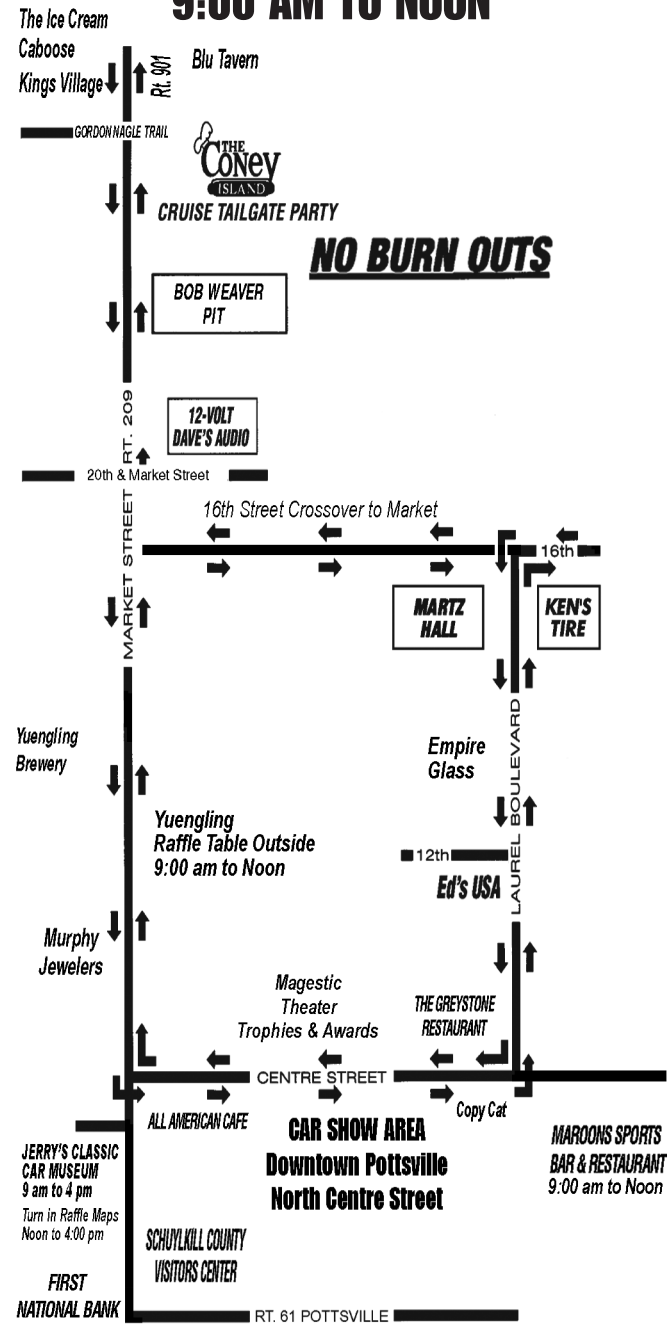 9:00 AM TO NOON
The Ice Cream
Caboose
Kings Village
Rt. 901
Blu Tavern
GORDON NAGLE TRAIL
THE
Coney
ISLAND
CRUISE TAILGATE PARTY
NO BURN OUTS
BOB WEAVER
PIT
12-VOLT
DAVE'S AUDIO
MARKET STREET RT. 209
20th & Market Street
16th Street Crossover to Market
16th
MARTZ
HALL
KEN'S
TIRE
LAUREL BOULEVARD
Yuengling
Brewery
Empire
Glass
Yuengling
Raffle Table Outside
9:00 am to Noon
12th
Ed's USA
Murphy
Jewelers
Magestic
Theater
Trophies & Awards
THE GREYSTONE
RESTAURANT
CENTRE STREET
ALL AMERICAN CAFE
Copy Cat
CAR SHOW AREA
Downtown Pottsville
North Centre Street
MAROONS SPORTS
BAR & RESTAURANT
9:00 am to Noon
JERRY'S CLASSIC
CAR MUSEUM
9 am to 4 pm
Turn in Raffle Maps
Noon to 4:00 pm
SCHUYLKILL COUNTY
VISITORS CENTER
FIRST
NATIONAL BANK
RT. 61 POTTSVILLE